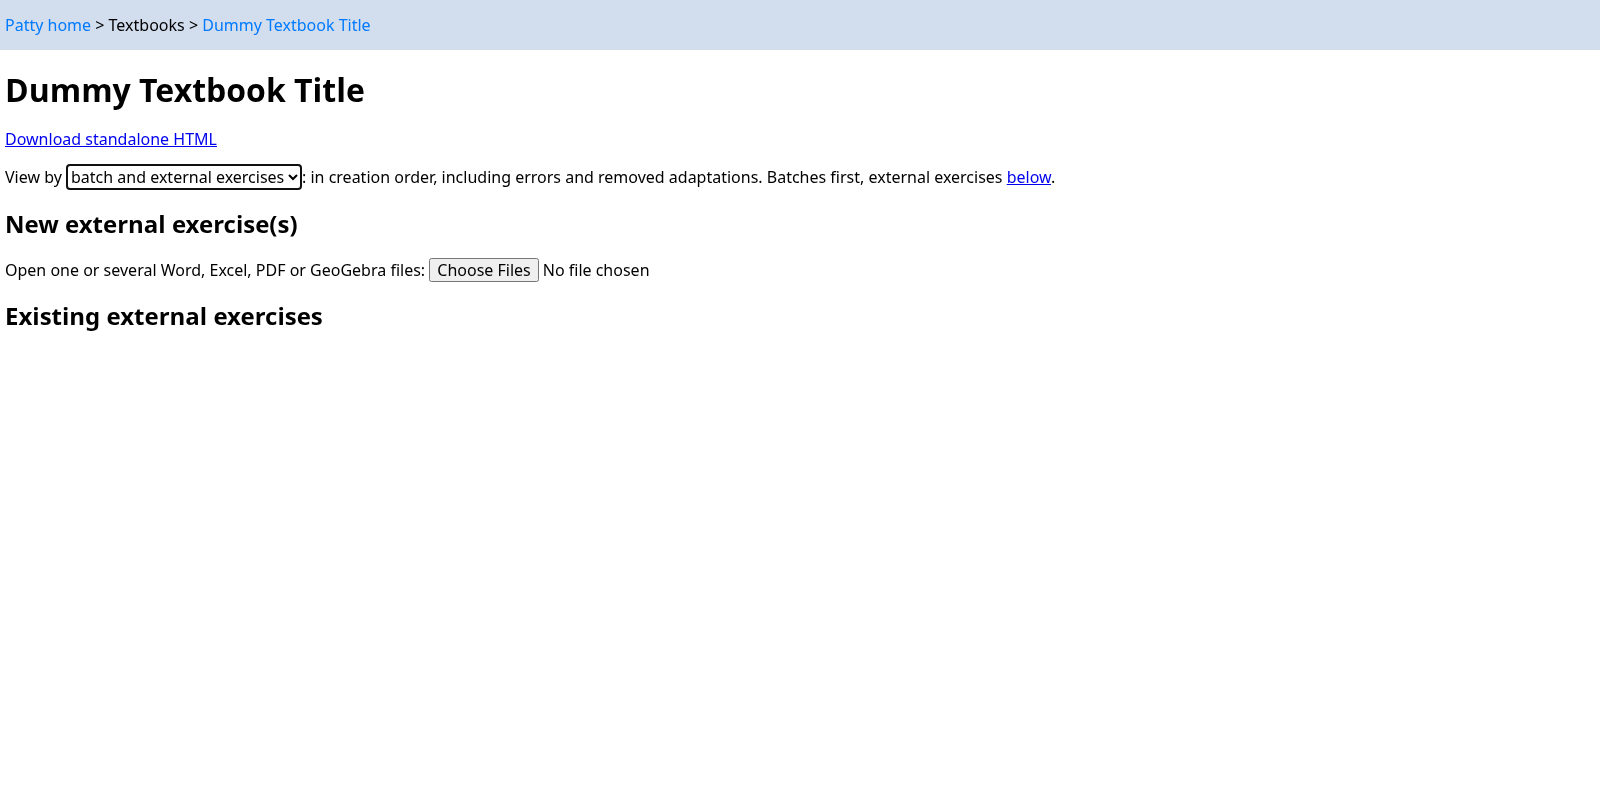 Patty home > Textbooks > Dummy Textbook Title
Dummy Textbook Title
Download standalone HTML
View by batch and external exercises : in creation order, including errors and removed adaptations. Batches first, external exercises below.
New external exercise(s)
Open one or several Word, Excel, PDF or GeoGebra files: Choose Files No file chosen
Existing external exercises